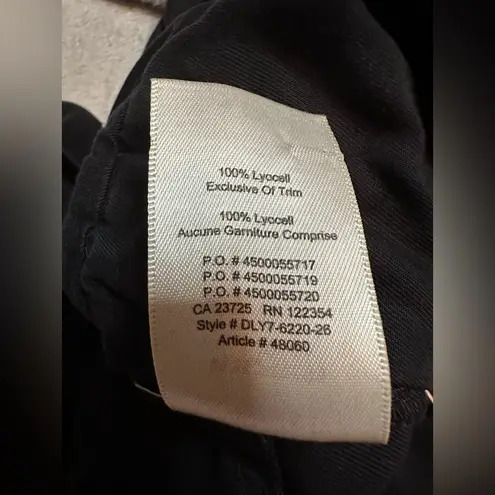 100% Lyocell
Exclusive Of Trim
100% Lyocell
Aucune Garniture Comprise
P.O. # 4500055717
P.O. # 4500055719
P.O. # 4500055720
CA 23725 RN 122354
Style # DLY7-6220-26
Article # 48060